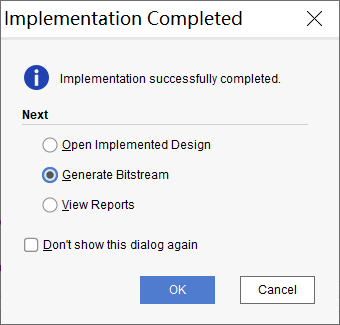 Implementation Completed
Implementation successfully completed.
Next
Open Implemented Design
Generate Bitstream
View Reports
Don't show this dialog again
OK
Cancel